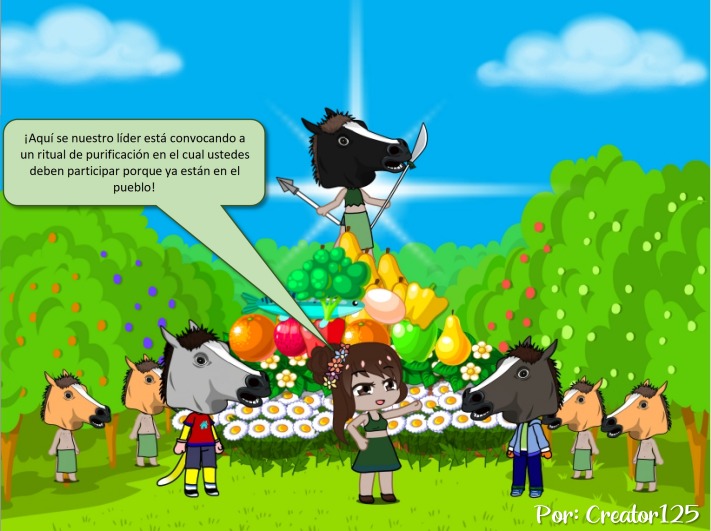 ¡Aquí se nuestro líder está convocando a
un ritual de purificación en el cual ustedes
deben participar porque ya están en el
pueblo!
Por: Creator125